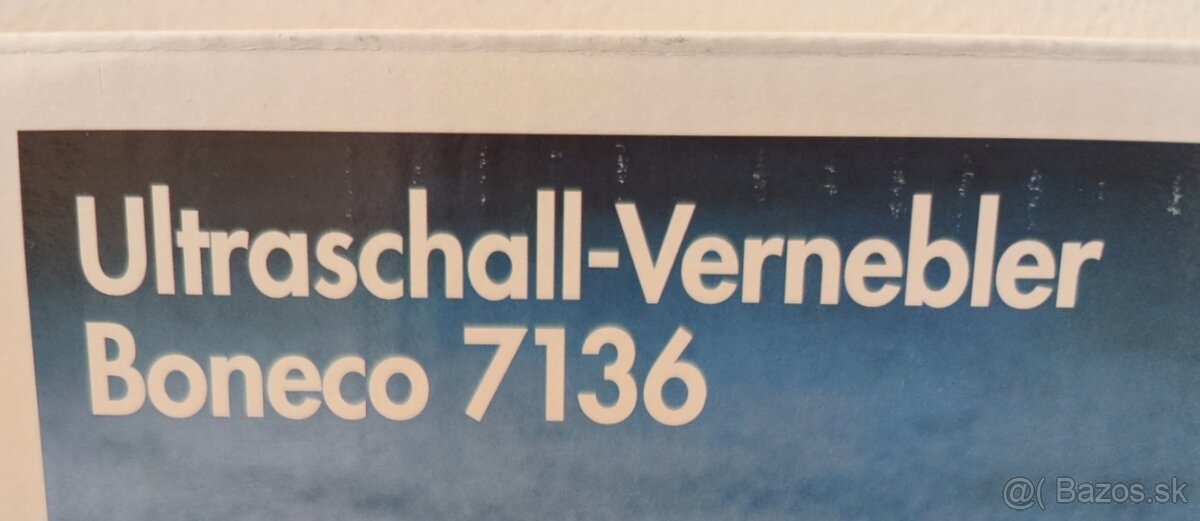 Ultraschall-Vernebler
Boneco 7136
@( Bazos.sk